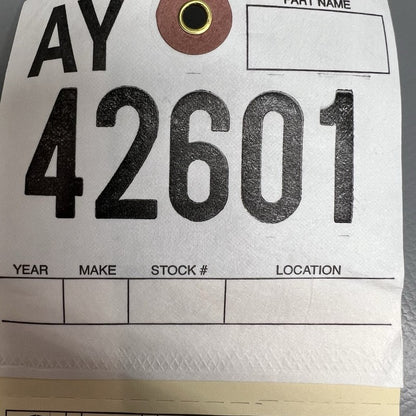 AY
PART NAME
42601
YEAR MAKE STOCK # LOCATION